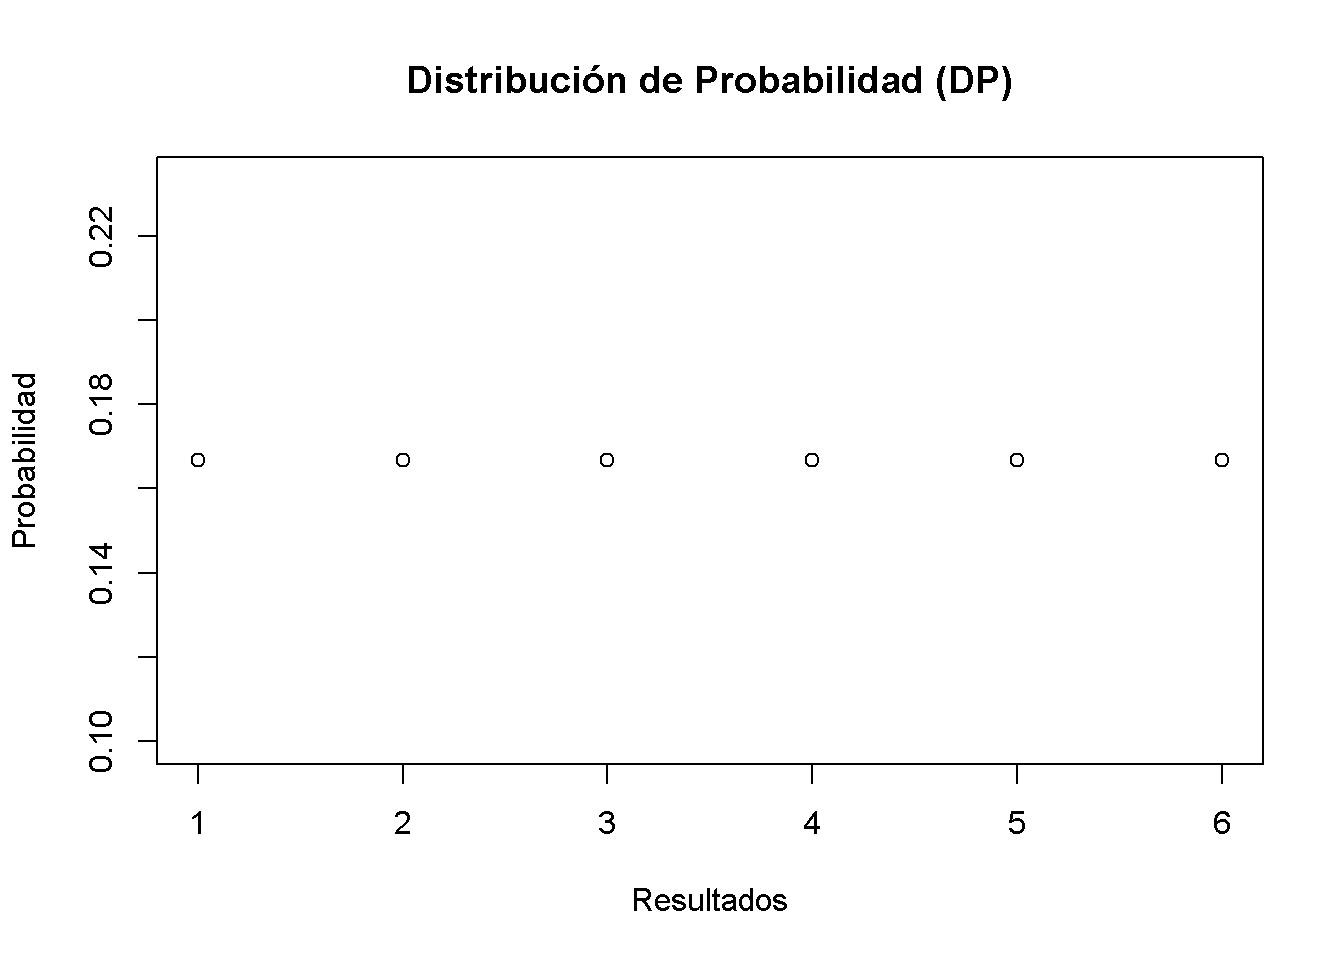 Distribución de Probabilidad (DP)
Probabilidad
0.22
0.18
0.14
0.10
1 2 3 4 5 6
Resultados